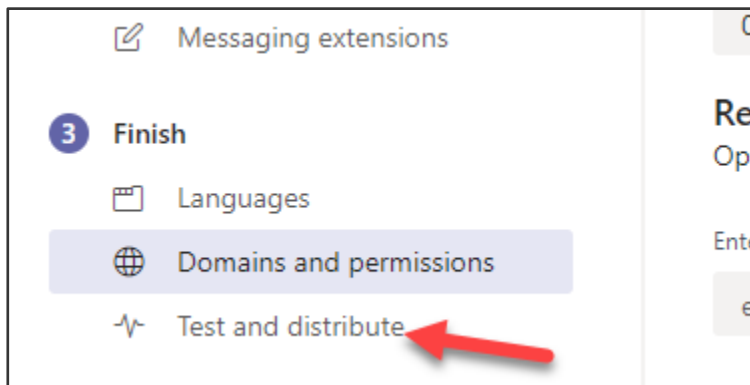 Messaging extensions
3 Finish
Languages
Domains and permissions
Test and distribute
Re
Op
Ente
e